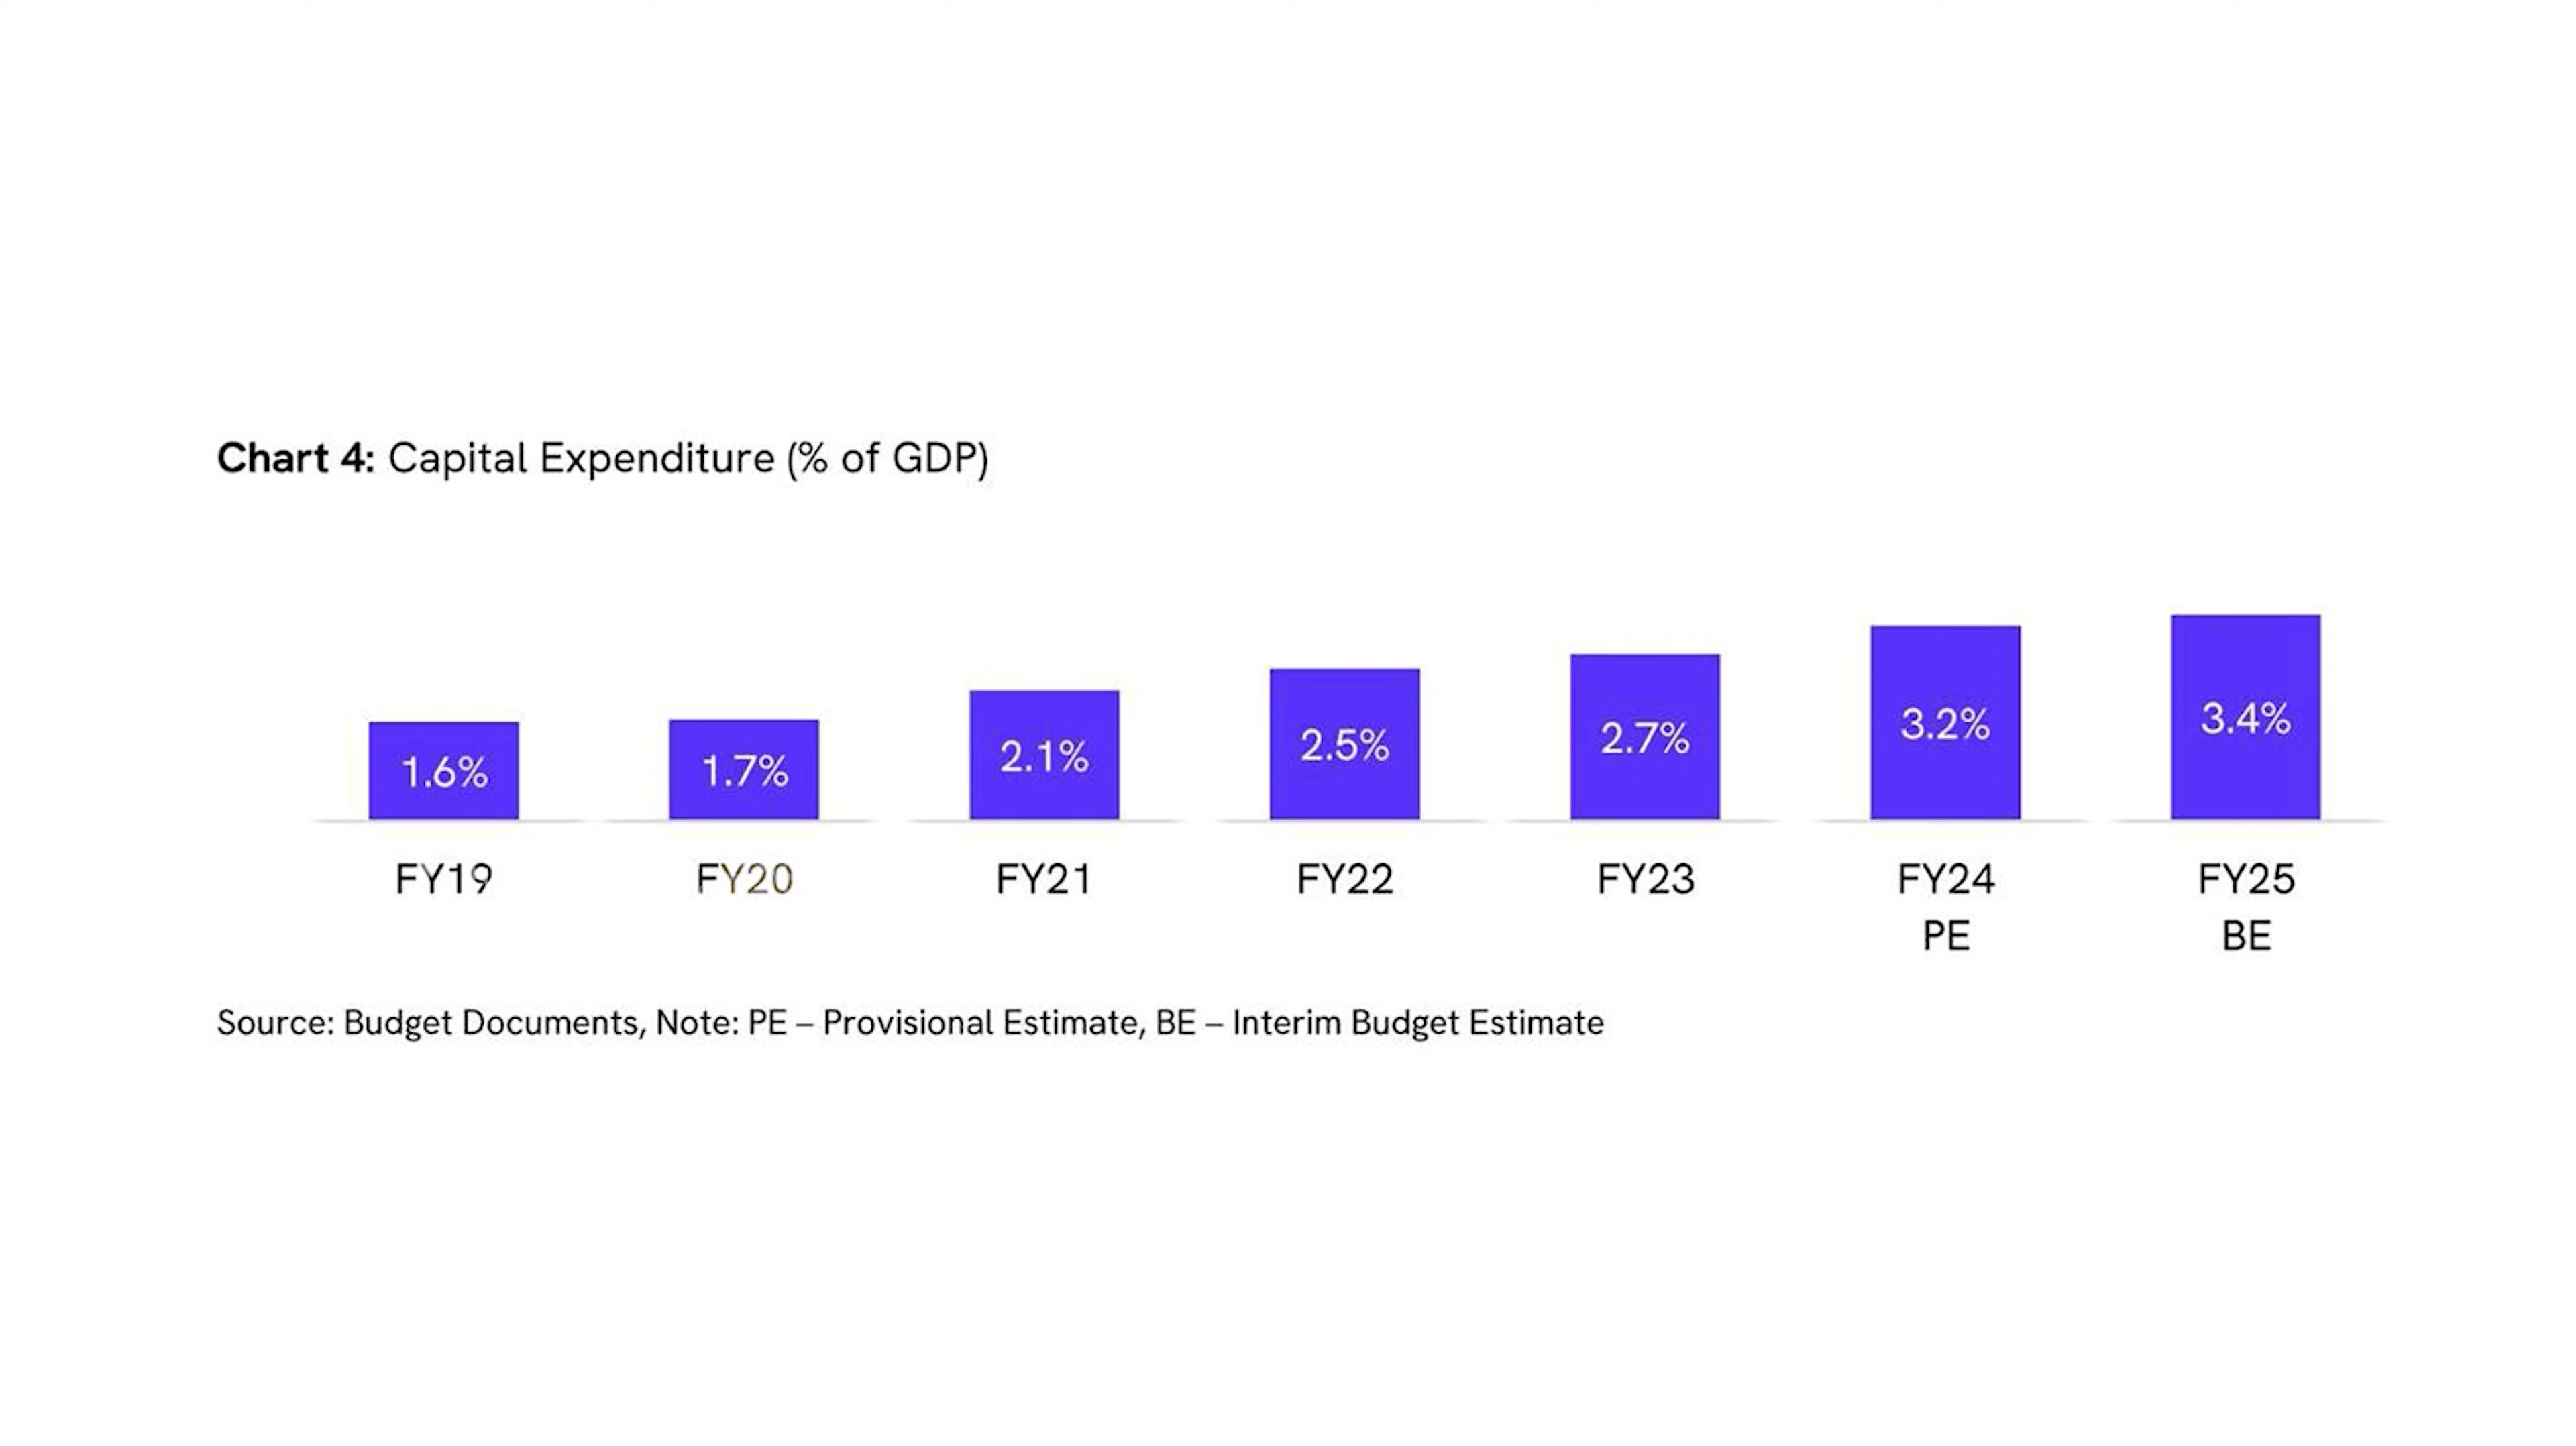 Chart 4: Capital Expenditure (% of GDP)
1.6% 1.7% 2.1% 2.5% 2.7% 3.2% 3.4%
FY19 FY20 FY21 FY22 FY23 FY24 FY25
PE BE
Source: Budget Documents, Note: PE – Provisional Estimate, BE – Interim Budget Estimate